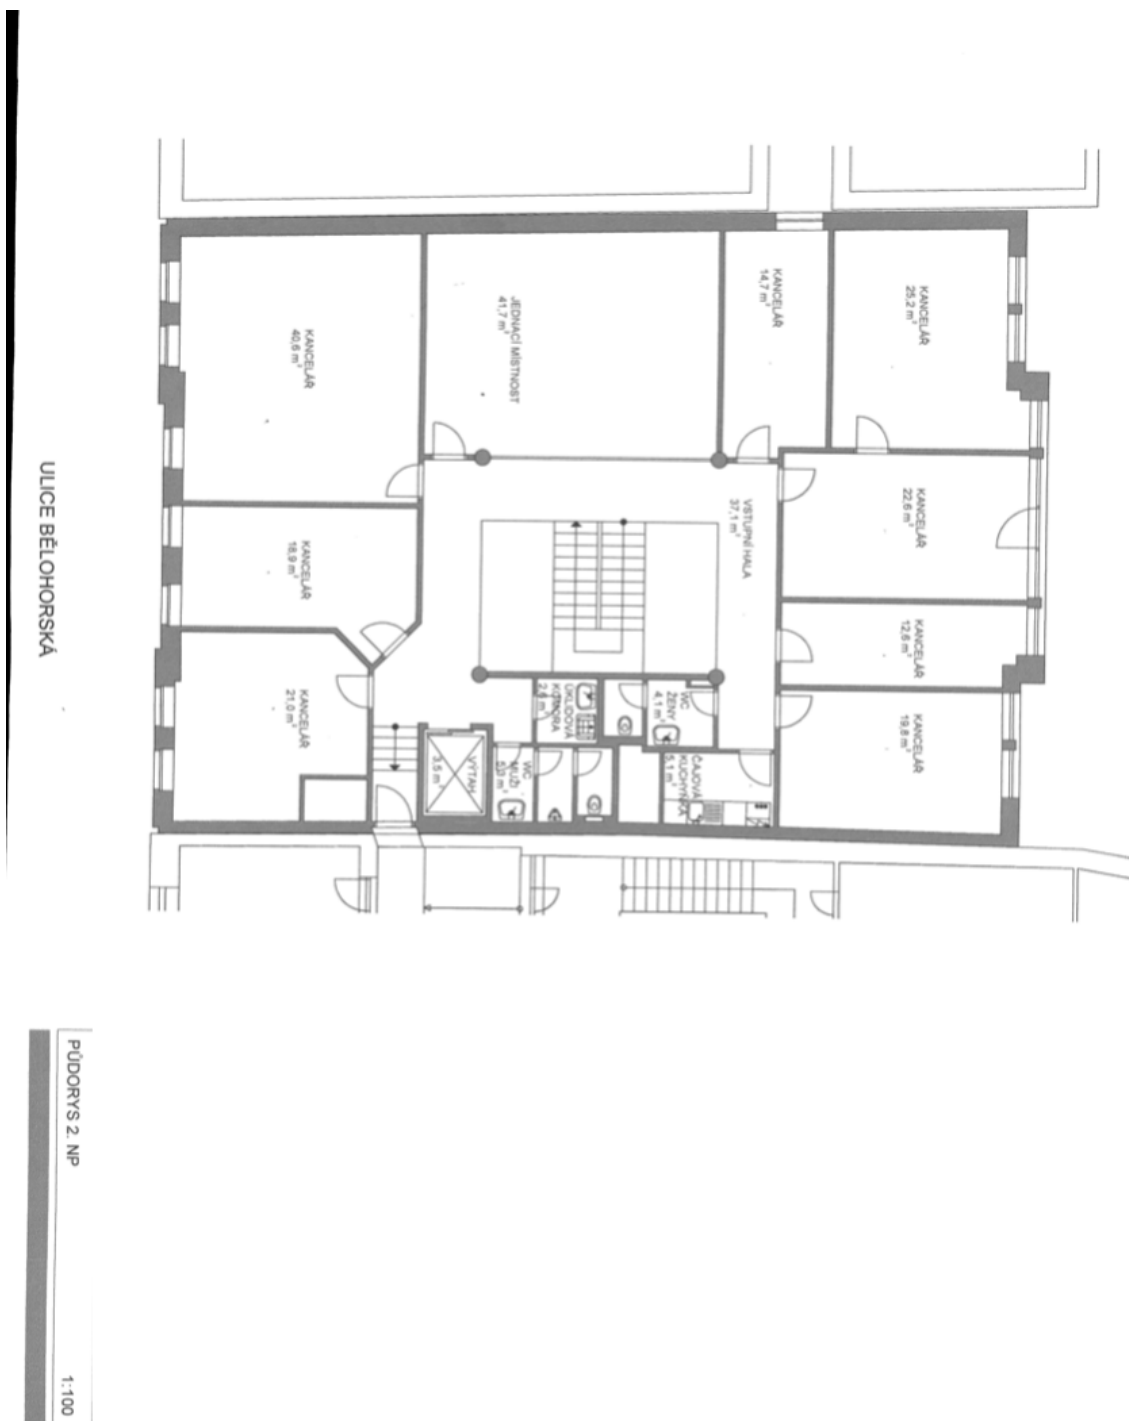 KANCELÁŘ
25,2 m²
KANCELÁŘ
22,6 m²
KANCELÁŘ
12,6 m²
KANCELÁŘ
19,8 m²
KANCELÁŘ
14,7 m²
VSTUPNÍ HALA
37,1 m²
WC
ŽENY
4,1 m²
ČAJOVÁ
KUCHYŇKA
5,1 m²
JEDNACÍ MÍSTNOST
41,7 m²
ÚKLIDOVÁ
KOMORA
WC
MUŽI
VÝTAH
3,5 m²
KANCELÁŘ
40,6 m²
KANCELÁŘ
18,9 m²
KANCELÁŘ
21,0 m²
ULICE BĚLOHORSKÁ
PŮDORYS 2. NP
1:100